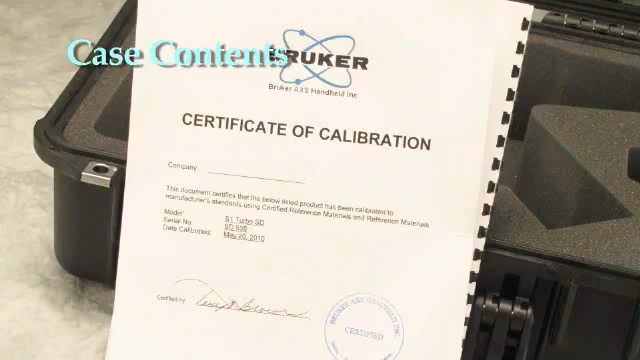 Case Contents
BRUKER
Bruker AXS Handheld Inc
CERTIFICATE OF CALIBRATION
Company
This document certifies that the below listed product has been calibrated to
manufacturer's standards using Certified Reference Materials and Reference Materials
Model: S1 Turbo SD
Serial No. SD 535
Date Calibrated: May 20, 2010
Certified by
BRUKER AXS HANDHELD INC.
CERTIFIED